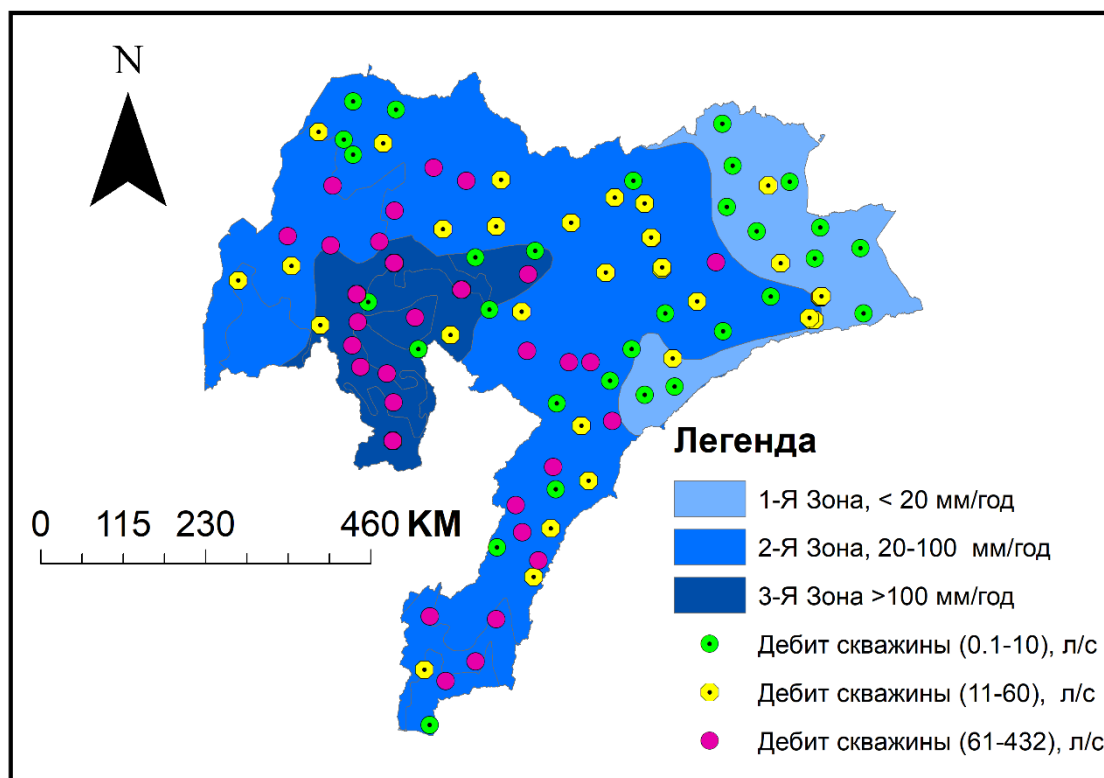 N
Легенда
0 115 230 460 КМ
1-Я Зона, < 20 мм/год
2-Я Зона, 20-100 мм/год
3-Я Зона >100 мм/год
Дебит скважины (0.1-10), л/с
Дебит скважины (11-60), л/с
Дебит скважины (61-432), л/с